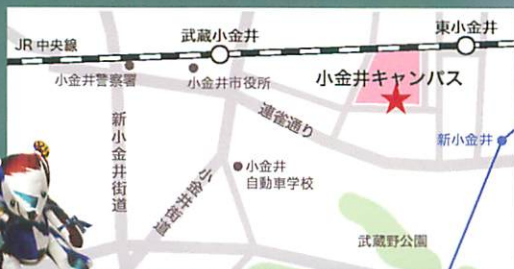 JR中央線
武蔵小金井
東小金井
小金井警察署
小金井市役所
小金井キャンパス
連雀通り
新小金井
新小金井街道
小金井街道
小金井
自動車学校
武蔵野公園